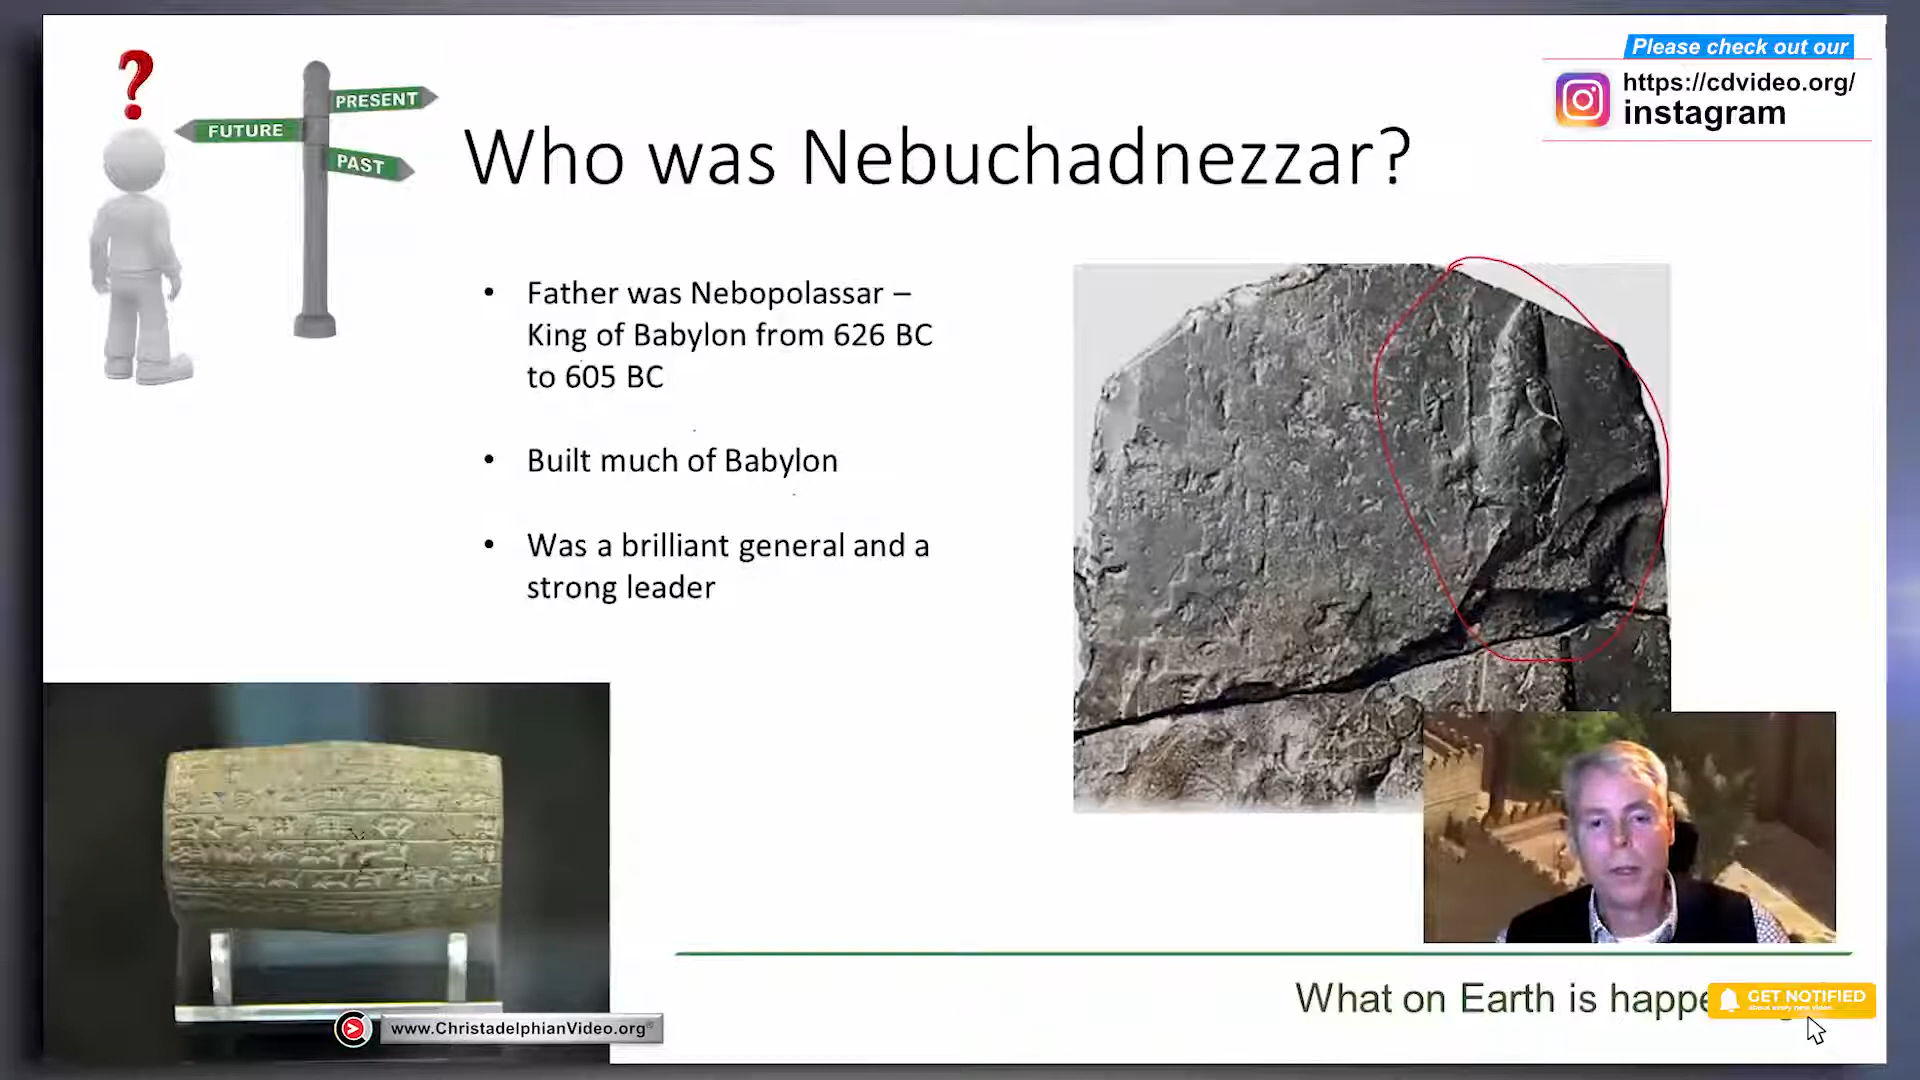 Please check out our
https://cdvideo.org/
instagram
PRESENT
FUTURE
PAST
Who was Nebuchadnezzar?
• Father was Nebopolassar –
King of Babylon from 626 BC
to 605 BC
• Built much of Babylon
• Was a brilliant general and a
strong leader
What on Earth is happe
GET NOTIFIED
about every new video
www.ChristadelphianVideo.org